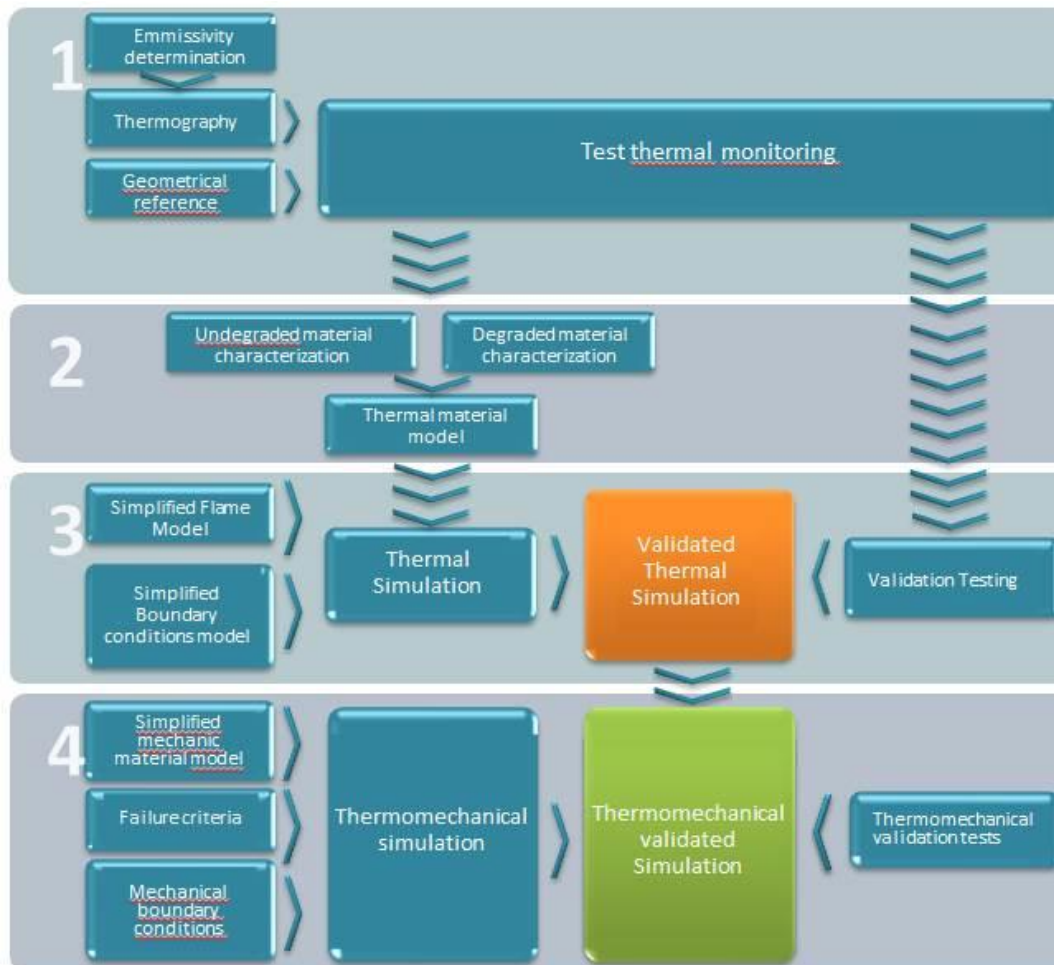 1
Emmissivity
determination
Thermography
Geometrical
reference
Test thermal monitoring
2
Undegraded material
characterization
Degraded material
characterization
Thermal material
model
3
Simplified Flame
Model
Simplified
Boundary
conditions model
Thermal
Simulation
Validated
Thermal
Simulation
Validation Testing
4
Simplified
mechanic
material model
Failure criteria
Mechanical
boundary
conditions
Thermomechanical
simulation
Thermomechanical
validated
Simulation
Thermomechanical
validation tests